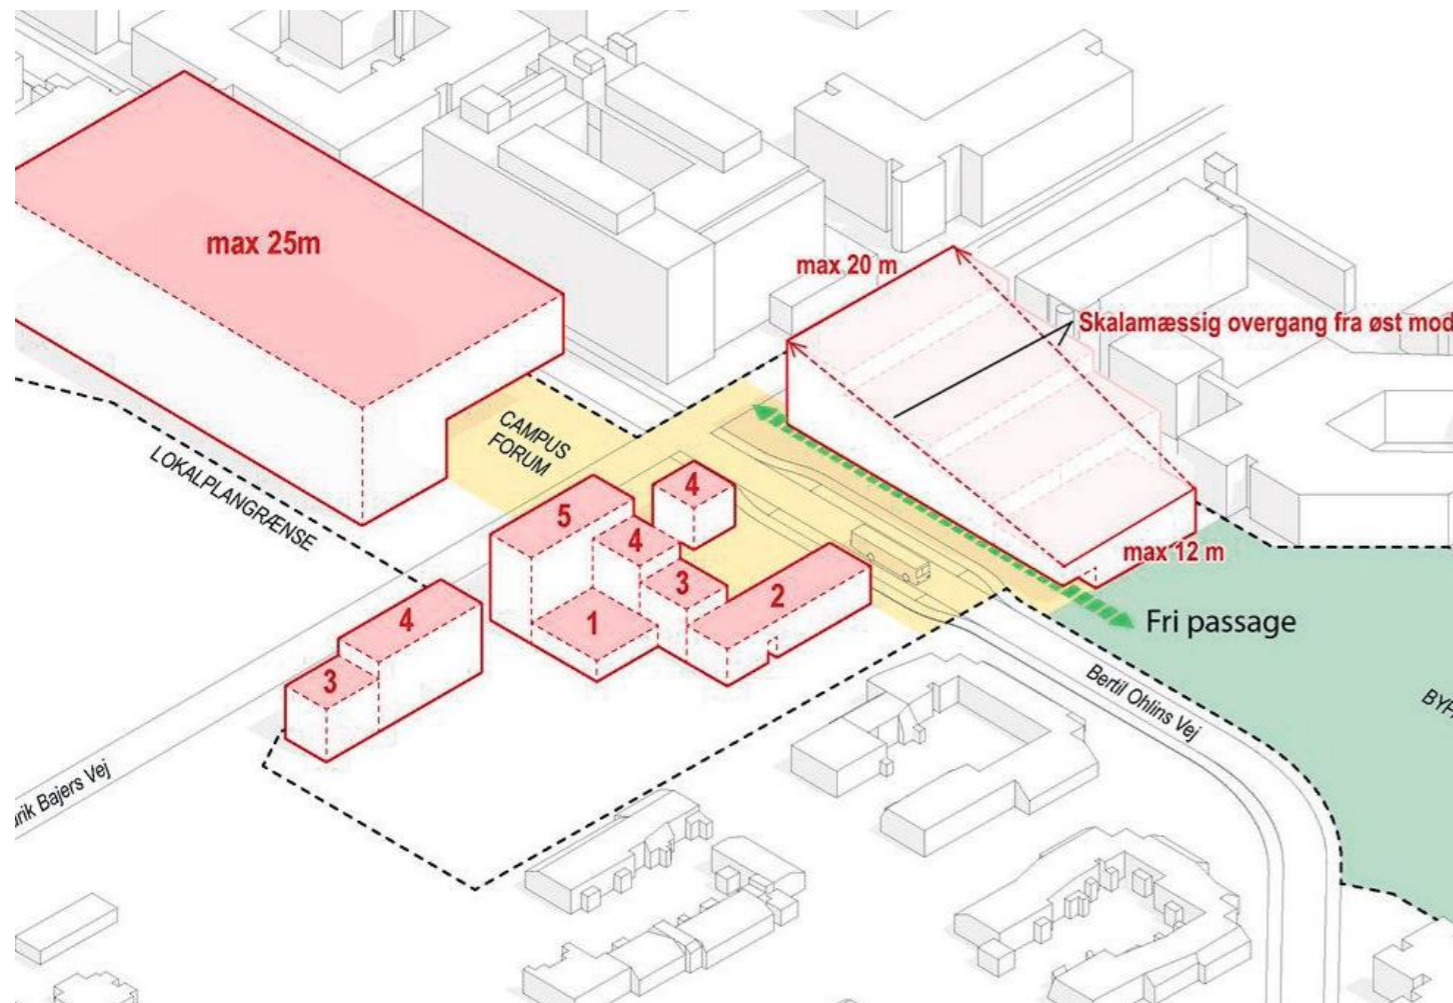 max 25m
max 20 m
Skalamæssig overgang fra øst mod
CAMPUS
FORUM
LOKALPLANGRÆNSE
4
5
4
3
2
1
4
3
max 12 m
Fri passage
Bertil Ohlins Vej
Bajers Vej